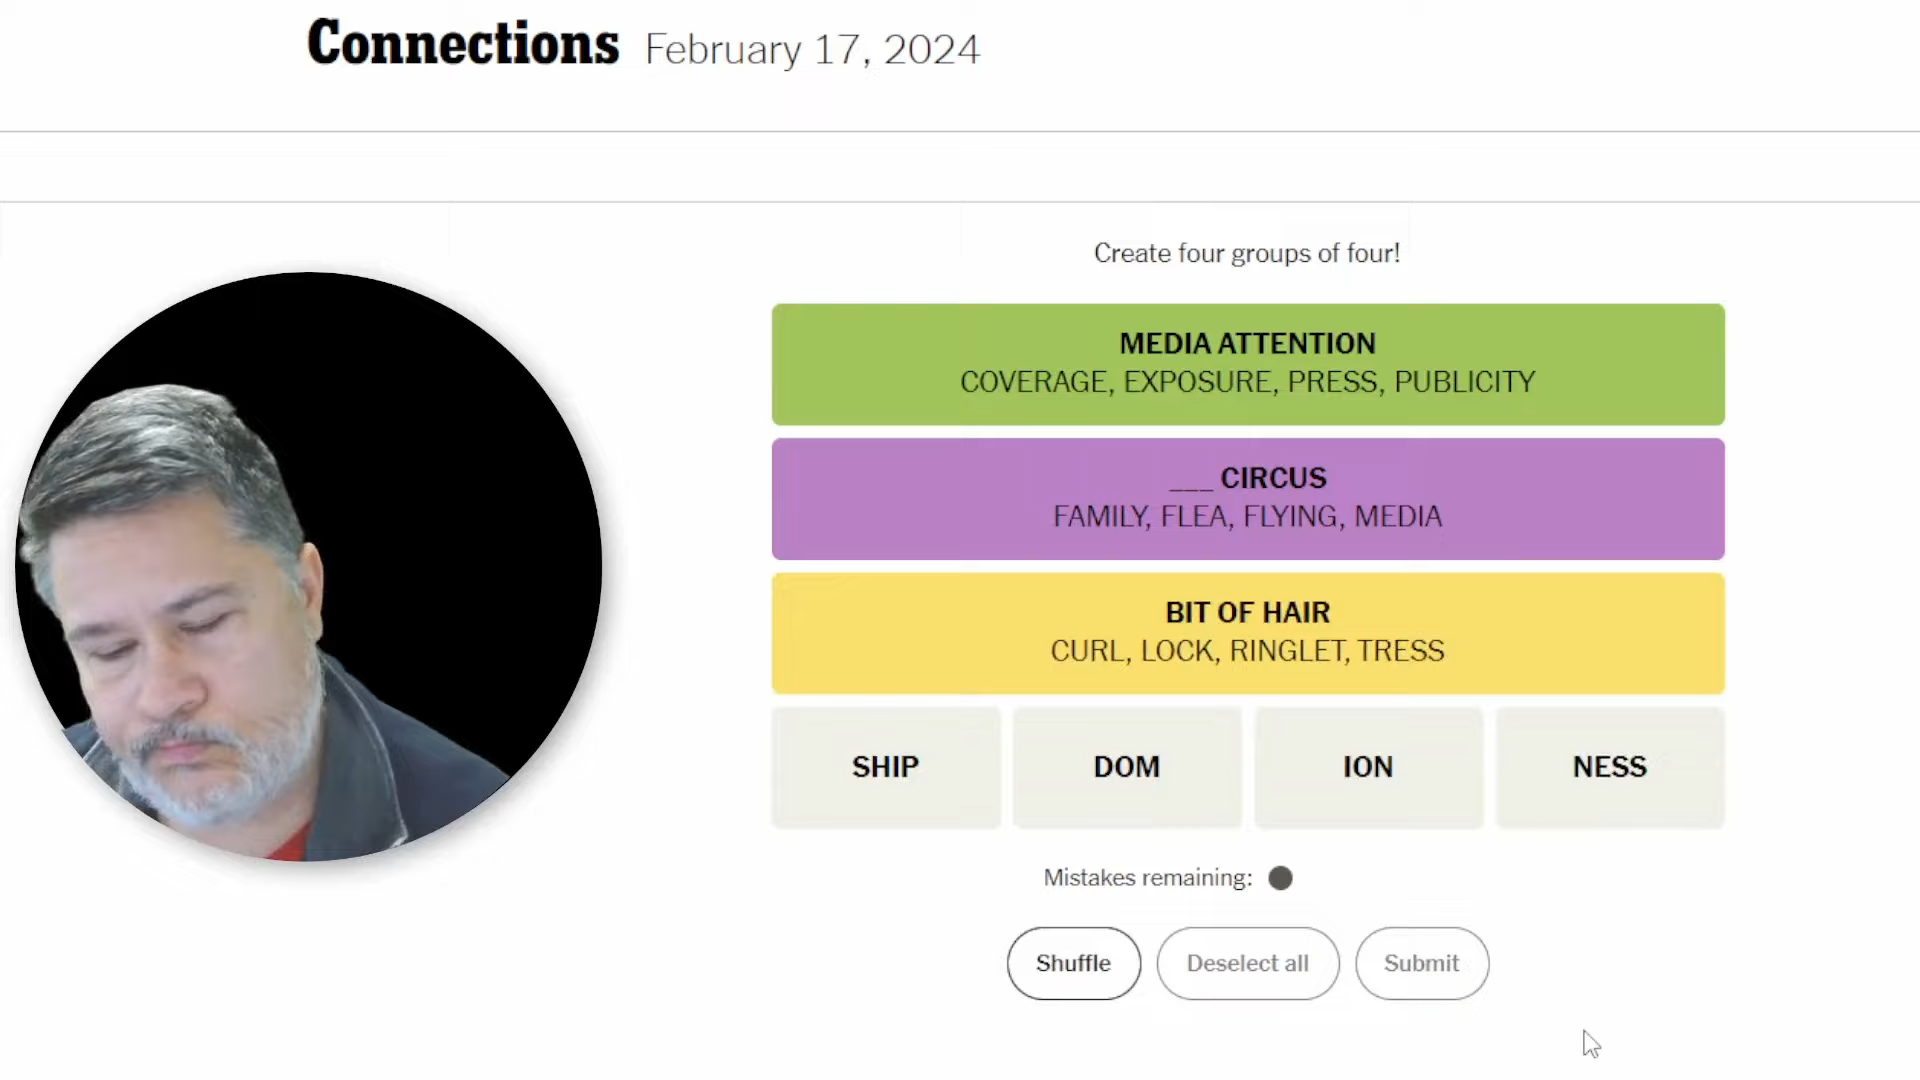 Connections February 17, 2024
Create four groups of four!
MEDIA ATTENTION
COVERAGE, EXPOSURE, PRESS, PUBLICITY
___ CIRCUS
FAMILY, FLEA, FLYING, MEDIA
BIT OF HAIR
CURL, LOCK, RINGLET, TRESS
SHIP DOM ION NESS
Mistakes remaining:
Shuffle Deselect all Submit